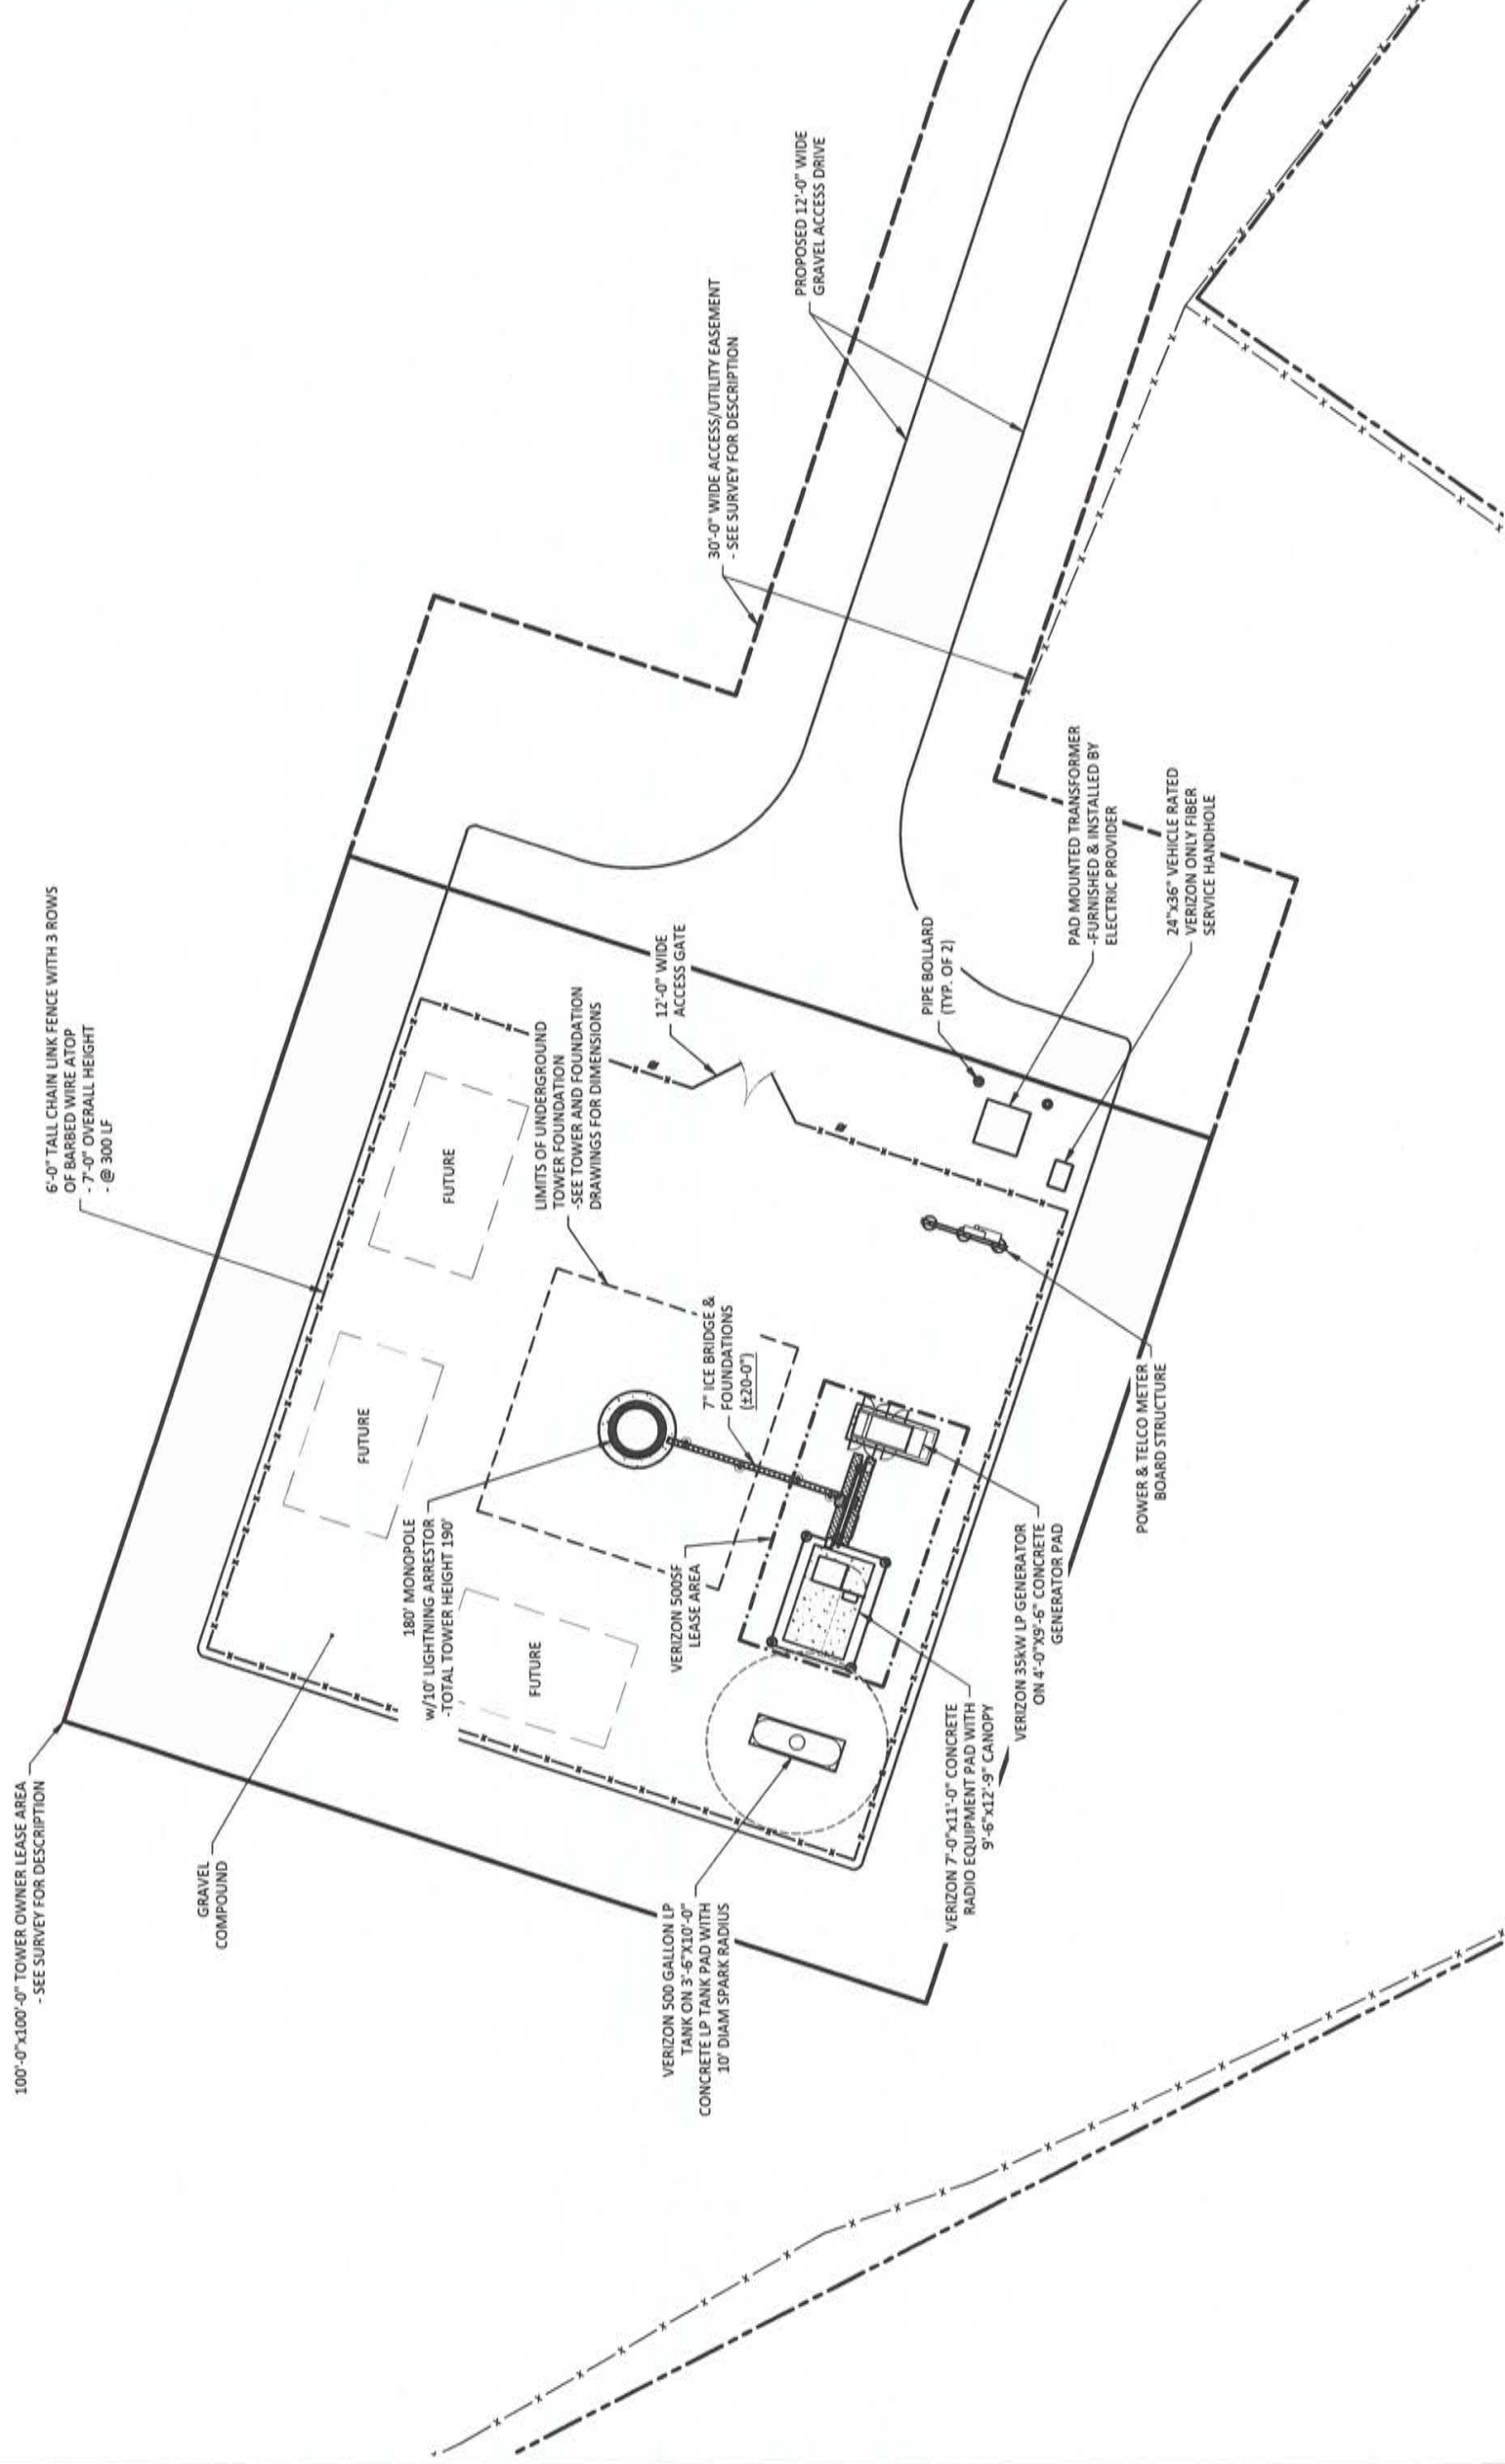 100'-0"x100'-0" TOWER OWNER LEASE AREA
- SEE SURVEY FOR DESCRIPTION
6'-0" TALL CHAIN LINK FENCE WITH 3 ROWS
OF BARBED WIRE ATOP
- 7'-0" OVERALL HEIGHT
- @ 300 LF
GRAVEL
COMPOUND
FUTURE
FUTURE
FUTURE
180' MONOPOLE
w/10' LIGHTNING ARRESTOR
-TOTAL TOWER HEIGHT 190'
LIMITS OF UNDERGROUND
TOWER FOUNDATION
-SEE TOWER AND FOUNDATION
DRAWINGS FOR DIMENSIONS
12'-0" WIDE
ACCESS GATE
30'-0" WIDE ACCESS/UTILITY EASEMENT
- SEE SURVEY FOR DESCRIPTION
PROPOSED 12'-0" WIDE
GRAVEL ACCESS DRIVE
7" ICE BRIDGE &
FOUNDATIONS
(±20-0")
VERIZON 500SF
LEASE AREA
PIPE BOLLARD
(TYP. OF 2)
PAD MOUNTED TRANSFORMER
-FURNISHED & INSTALLED BY
ELECTRIC PROVIDER
24"x36" VEHICLE RATED
VERIZON ONLY FIBER
SERVICE HANDHOLE
VERIZON 500 GALLON LP
TANK ON 3'-6"X10'-0"
CONCRETE LP TANK PAD WITH
10' DIAM SPARK RADIUS
VERIZON 7'-0"x11'-0" CONCRETE
RADIO EQUIPMENT PAD WITH
9'-6"x12'-9" CANOPY
VERIZON 35kW LP GENERATOR
ON 4'-0"X9'-6" CONCRETE
GENERATOR PAD
POWER & TELCO METER
BOARD STRUCTURE